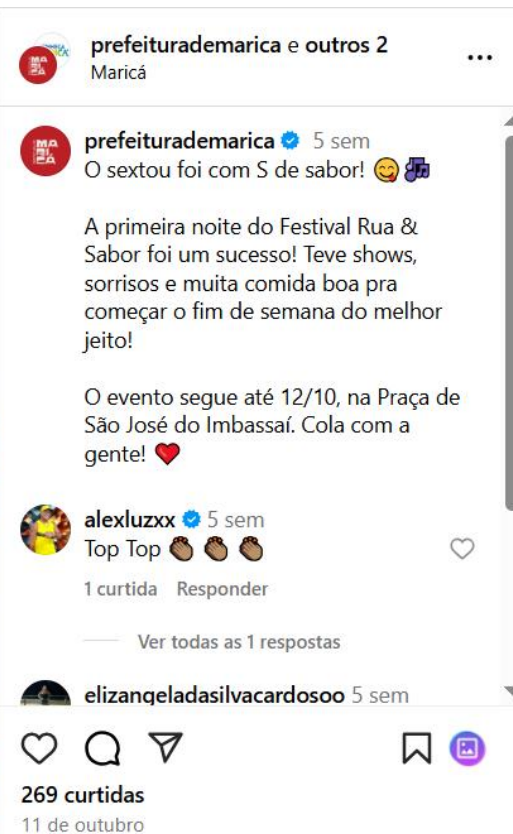 prefeiturademarica e outros 2
Maricá
prefeiturademarica 5 sem
O sextou foi com S de sabor! 😋🎶
A primeira noite do Festival Rua &
Sabor foi um sucesso! Teve shows,
sorrisos e muita comida boa pra
começar o fim de semana do melhor
jeito!
O evento segue até 12/10, na Praça de
São José do Imbassaí. Cola com a
gente! ❤️
alexluzxx 5 sem
Top Top 👏🏽👏🏽👏🏽
1 curtida Responder
Ver todas as 1 respostas
elizangeladasilvacardosoo 5 sem
269 curtidas
11 de outubro